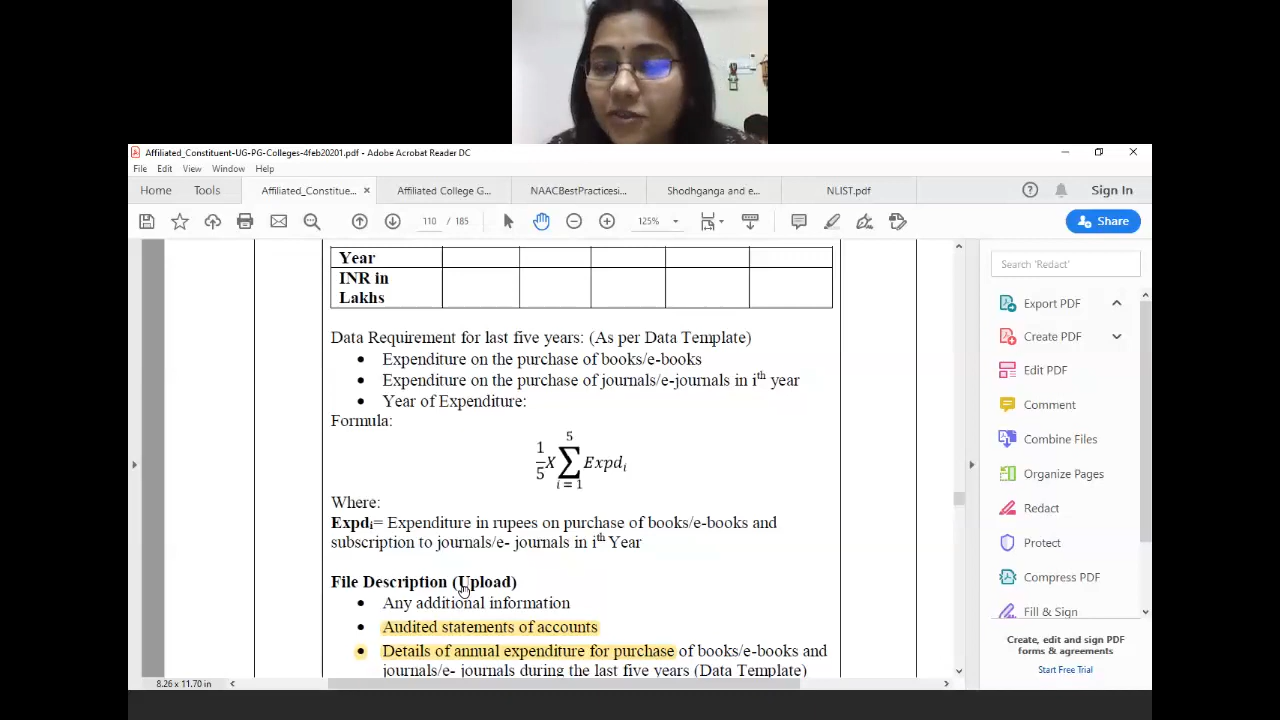 Affiliated_Constituent-UG-PG-Colleges-4feb20201.pdf - Adobe Acrobat Reader DC
File Edit View Window Help
Home Tools Affiliated_Constitue... × Affiliated College G... NAACBestPracticesi... Shodhganga and e... NLIST.pdf Sign In
110 / 185 125% Share
Year
INR in
Lakhs
Data Requirement for last five years: (As per Data Template)
• Expenditure on the purchase of books/e-books
• Expenditure on the purchase of journals/e-journals in ith year
• Year of Expenditure:
Formula:
1/5 X ∑ i = 1 5 Expdi
Where:
Expdi= Expenditure in rupees on purchase of books/e-books and
subscription to journals/e- journals in ith Year
File Description (Upload)
• Any additional information
• Audited statements of accounts
• Details of annual expenditure for purchase of books/e-books and
journals/e- journals during the last five years (Data Template)
8.26 x 11.70 in
Search 'Redact'
Export PDF
Create PDF
Edit PDF
Comment
Combine Files
Organize Pages
Redact
Protect
Compress PDF
Fill & Sign
Create, edit and sign PDF
forms & agreements
Start Free Trial